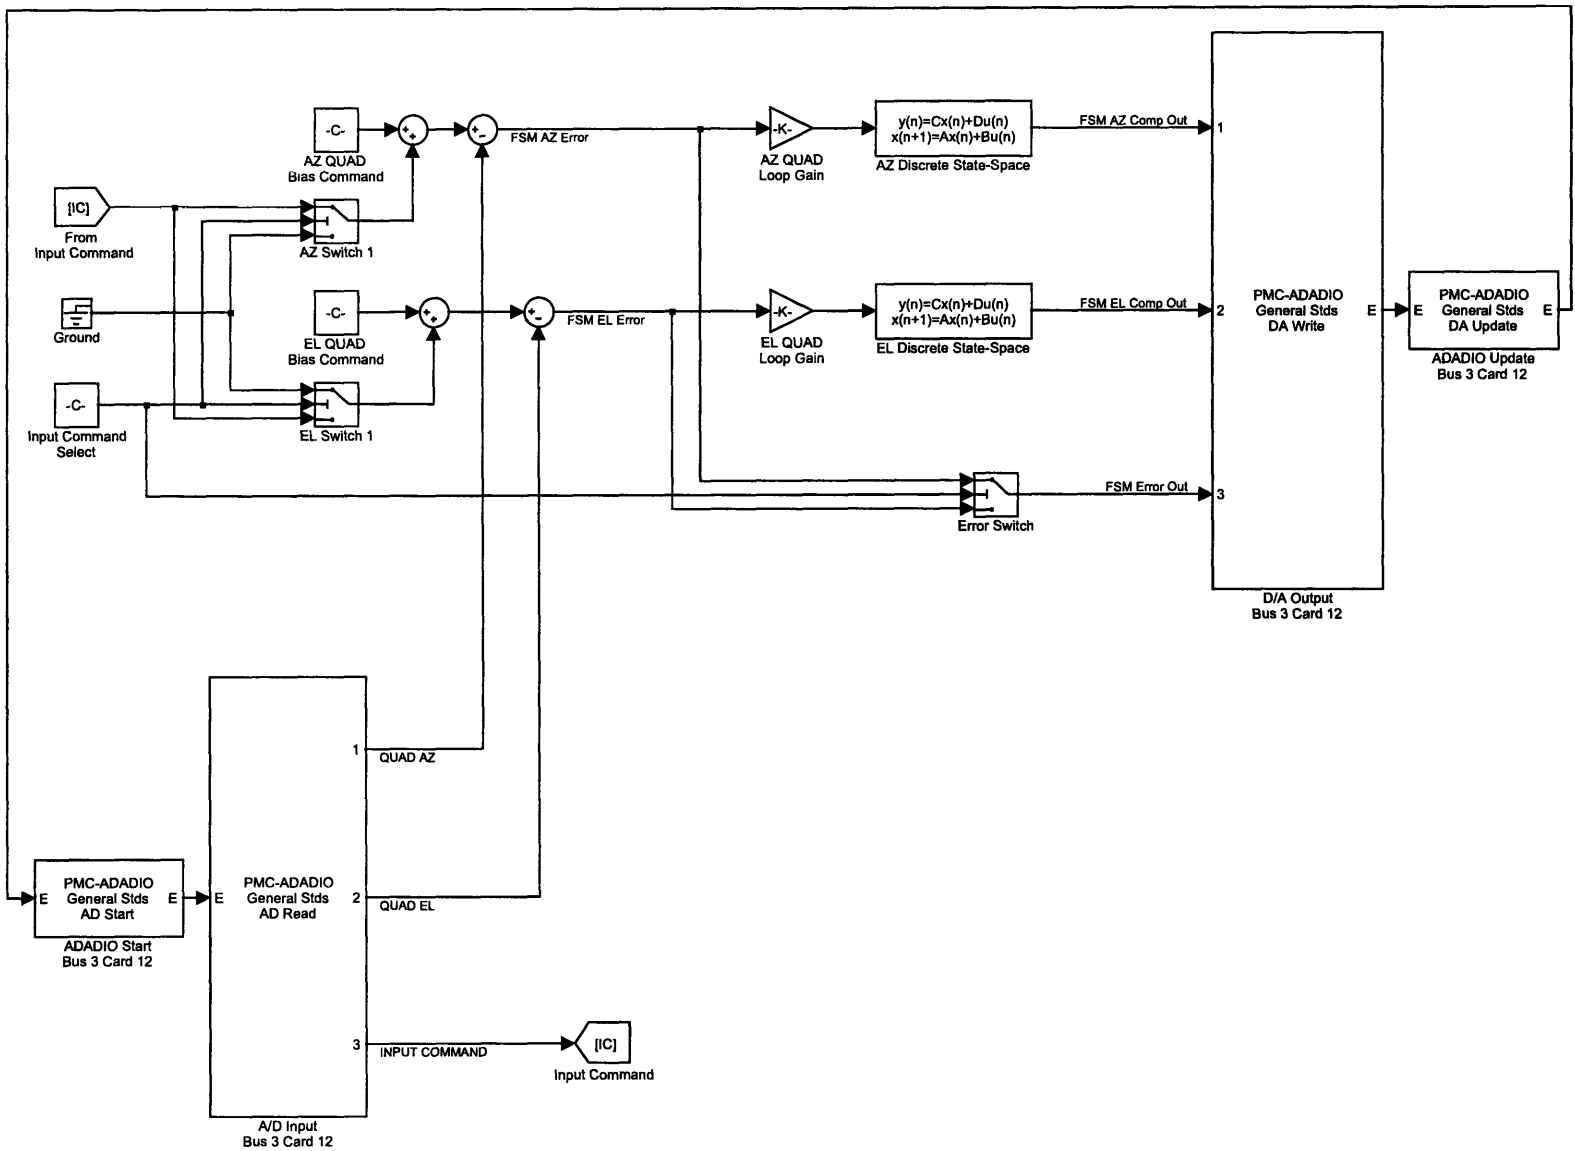 -C-
AZ QUAD
Bias Command
+
+
+
-
FSM AZ Error
-K-
AZ QUAD
Loop Gain
y(n)=Cx(n)+Du(n)
x(n+1)=Ax(n)+Bu(n)
AZ Discrete State-Space
FSM AZ Comp Out
1
[IC]
From
Input Command
AZ Switch 1
Ground
-C-
EL QUAD
Bias Command
+
+
+
-
FSM EL Error
-K-
EL QUAD
Loop Gain
y(n)=Cx(n)+Du(n)
x(n+1)=Ax(n)+Bu(n)
EL Discrete State-Space
FSM EL Comp Out
2
PMC-ADADIO
General Stds
DA Write
E
E
PMC-ADADIO
General Stds
DA Update
E
ADADIO Update
Bus 3 Card 12
-C-
Input Command
Select
EL Switch 1
Error Switch
FSM Error Out
3
D/A Output
Bus 3 Card 12
E
PMC-ADADIO
General Stds
AD Start
E
ADADIO Start
Bus 3 Card 12
E
PMC-ADADIO
General Stds
AD Read
1
QUAD AZ
2
QUAD EL
3
INPUT COMMAND
[IC]
Input Command
A/D Input
Bus 3 Card 12